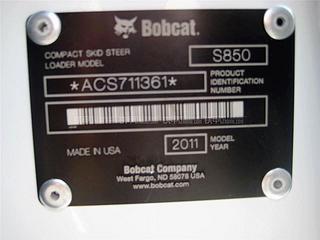 Bobcat.
COMPACT SKID STEER
LOADER MODEL
S850
*ACS711361*
PRODUCT
IDENTIFICATION
NUMBER
MADE IN USA
2011
MODEL
YEAR
Bobcat Company
West Fargo, ND 58078 USA
www.bobcat.com